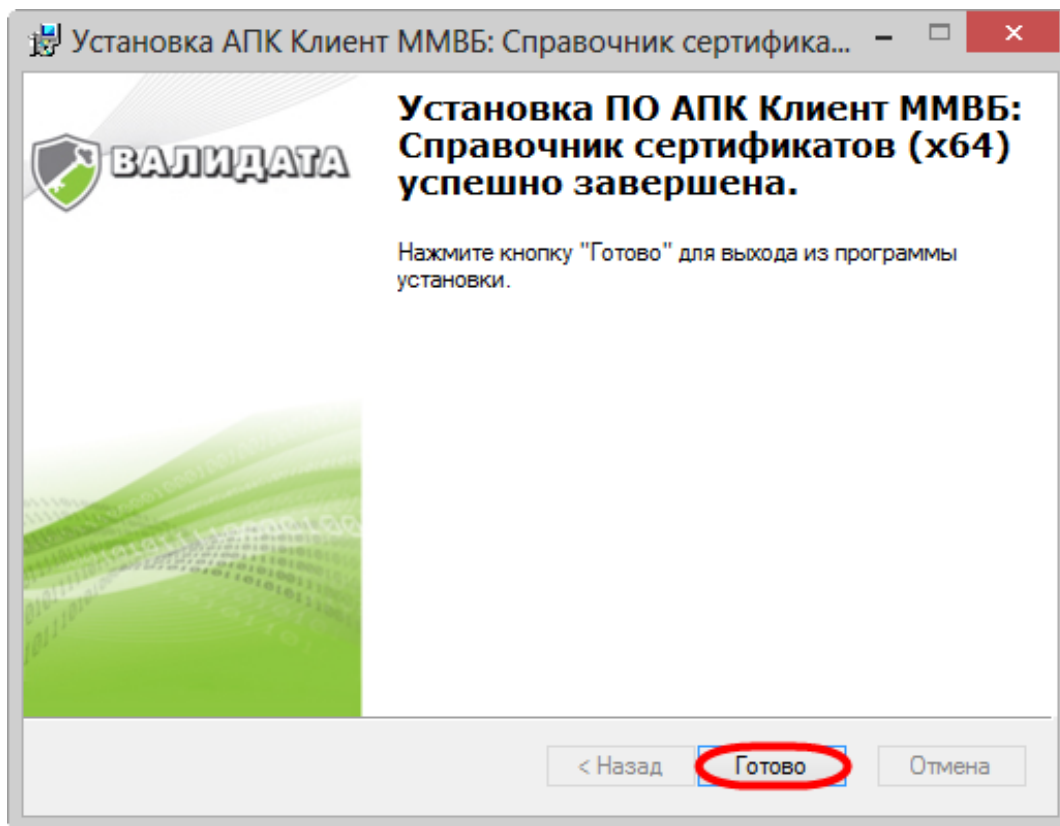 Установка АПК Клиент ММВБ: Справочник сертифика...
ВАЛИДАТА
Установка ПО АПК Клиент ММВБ:
Справочник сертификатов (x64)
успешно завершена.
Нажмите кнопку "Готово" для выхода из программы
установки.
< Назад
Готово
Отмена